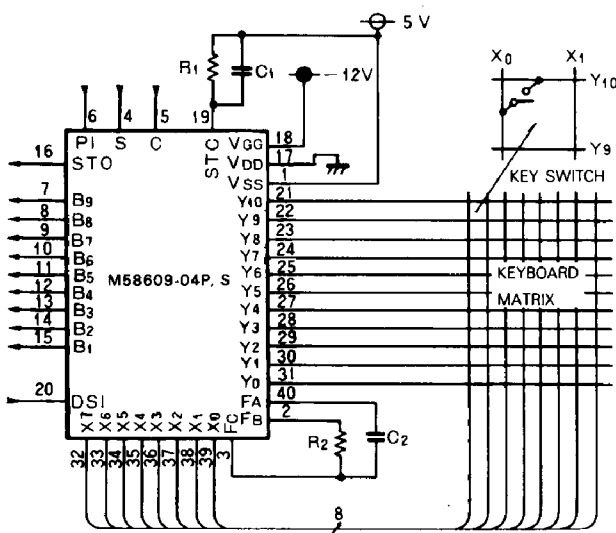 5 V
R1
C1
-12V
X0
X1
Y10
Y9
KEY SWITCH
6
4
5
19
PI
S
C
STC
VGG
18
VDD
17
VSS
1
16
STO
7
B9
8
B8
9
B7
10
B6
11
B5
12
B4
13
B3
14
B2
15
B1
20
DSI
M58609-04P, S
Y10
21
Y9
22
Y8
23
Y7
24
Y6
25
Y5
26
Y4
27
Y3
28
Y2
29
Y1
30
Y0
31
FA
40
FB
2
KEYBOARD
MATRIX
R2
C2
X7
X6
X5
X4
X3
X2
X1
X0
FC
32
33
34
35
36
37
38
39
3
8